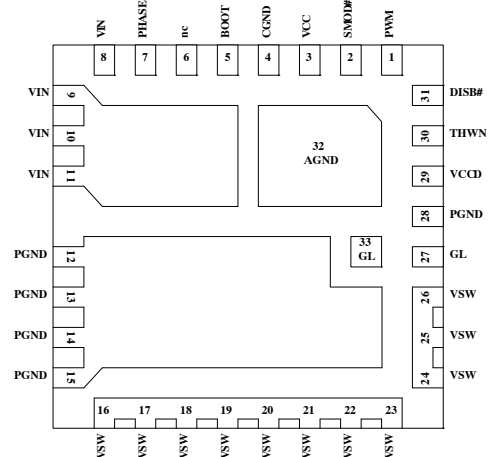 VIN PHASE nc BOOT CGND VCC SMOD# PWM
8 7 6 5 4 3 2 1
VIN 9
VIN 10
VIN 11
32
AGND
31 DISB#
30 THWN
29 VCCD
28 PGND
33
GL
27 GL
PGND 12
PGND 13
PGND 14
PGND 15
26 VSW
25 VSW
24 VSW
16 17 18 19 20 21 22 23
VSW VSW VSW VSW VSW VSW VSW VSW